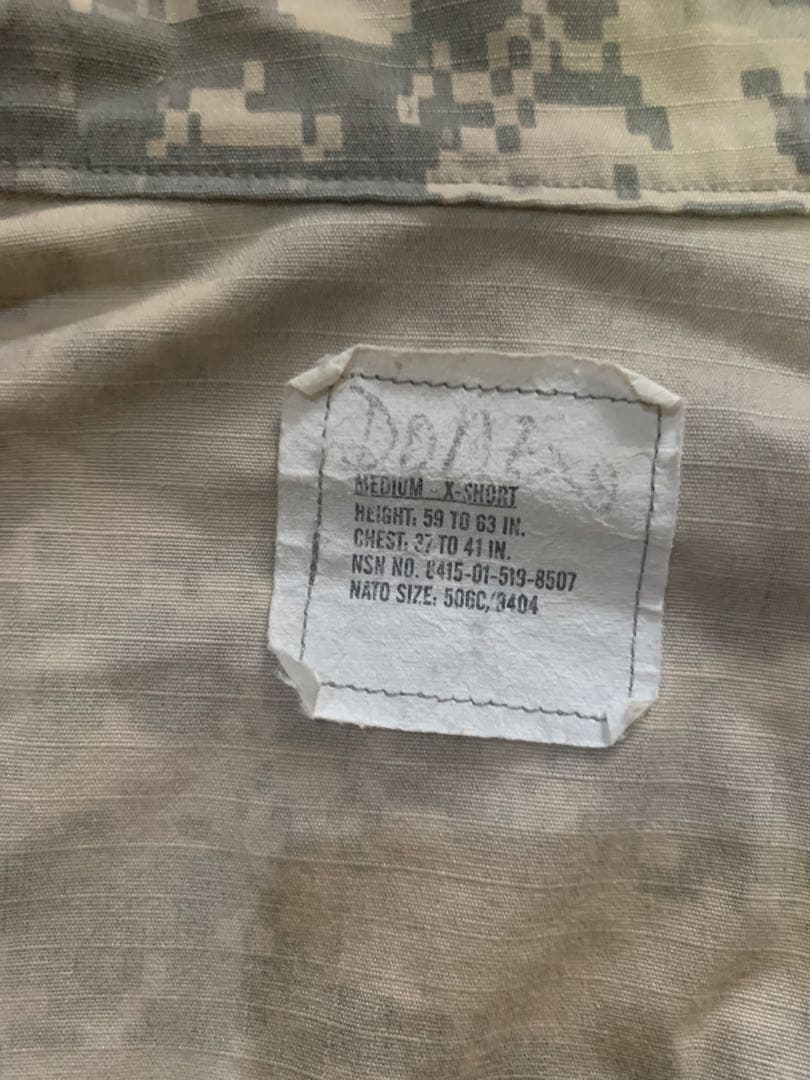 MEDIUM - X-SHORT
HEIGHT: 59 TO 63 IN.
CHEST: 37 TO 41 IN.
NSN NO. 8415-01-519-8507
NATO SIZE: 5060/9404